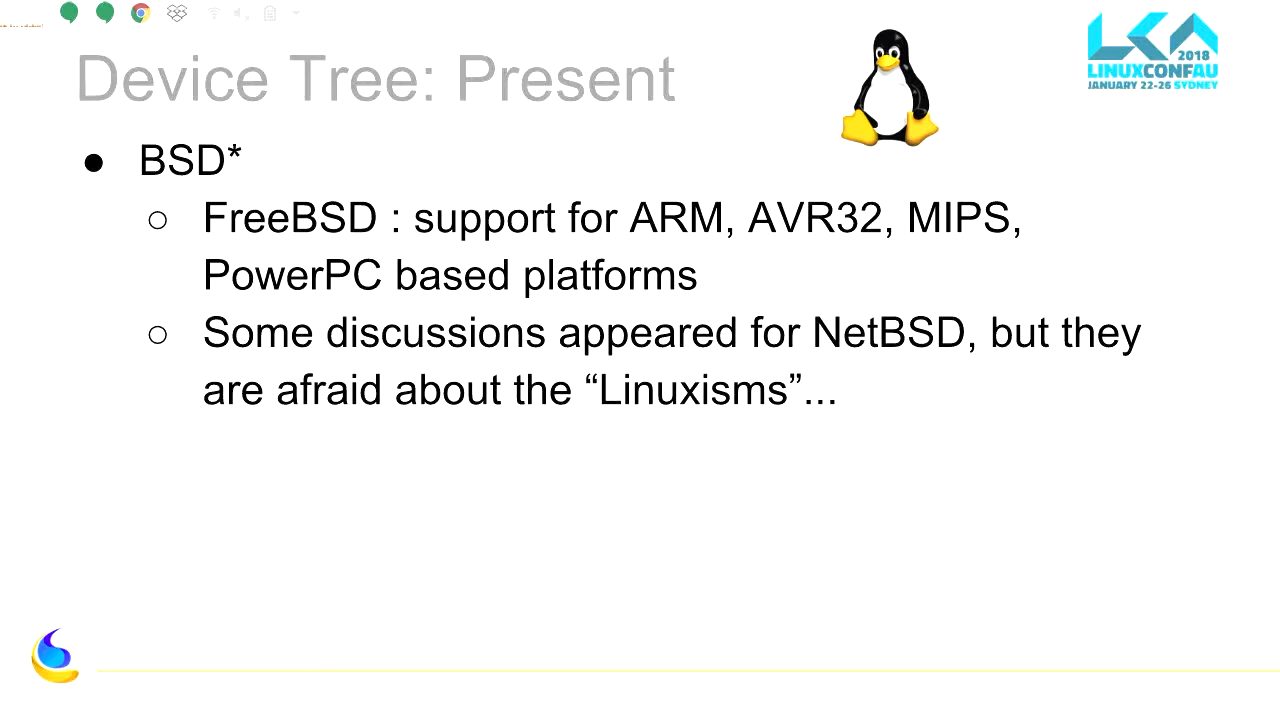 Device Tree: Present
LCA
2018
LINUXCONFAU
JANUARY 22-26 SYDNEY
● BSD*
○ FreeBSD : support for ARM, AVR32, MIPS,
PowerPC based platforms
○ Some discussions appeared for NetBSD, but they
are afraid about the “Linuxisms”...